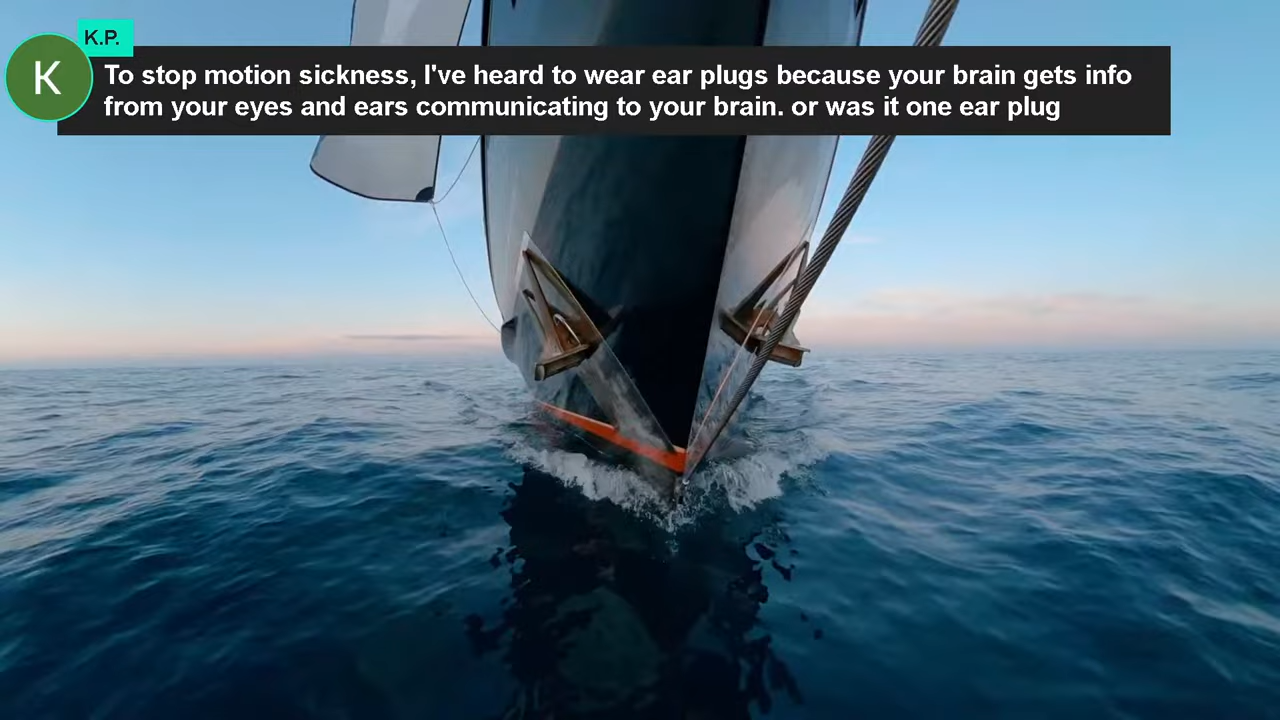 K.P.
K
To stop motion sickness, I've heard to wear ear plugs because your brain gets info
from your eyes and ears communicating to your brain. or was it one ear plug